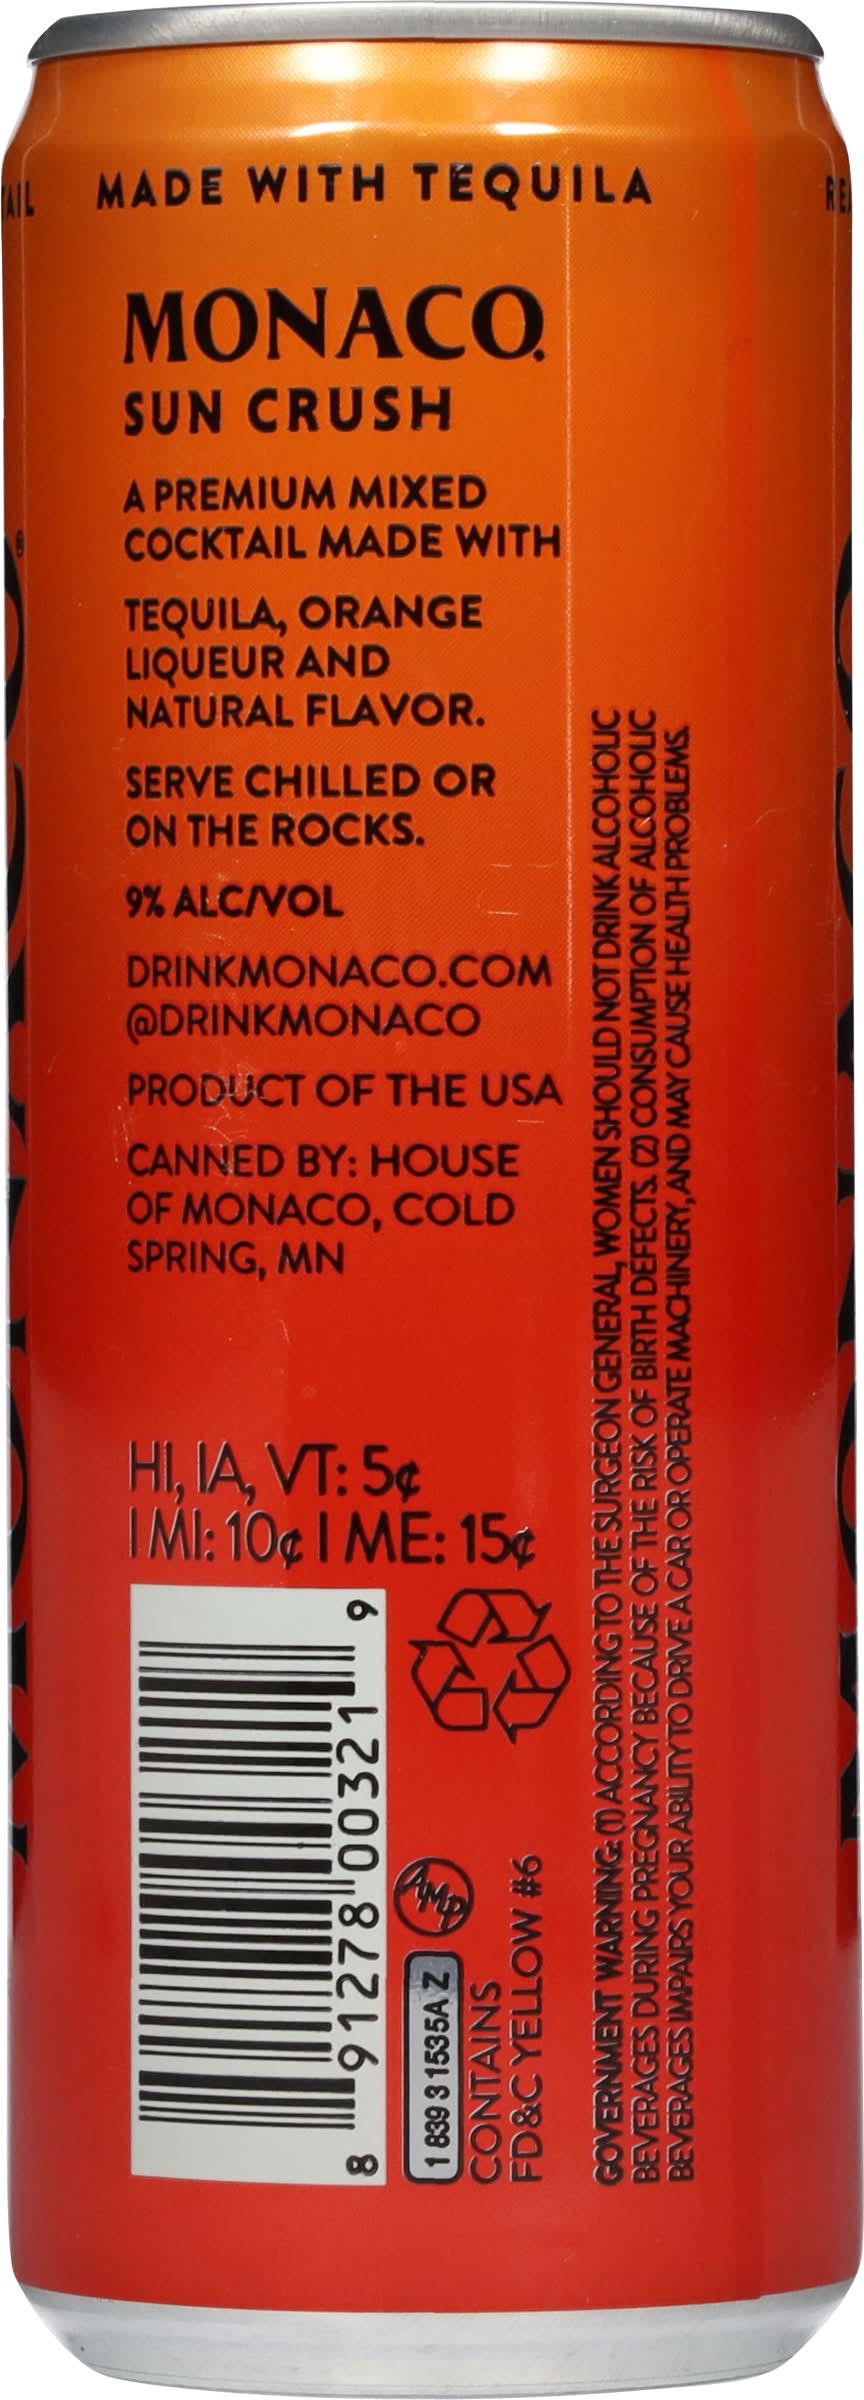 TAIL
MADE WITH TEQUILA
REA
MONACO
SUN CRUSH
A PREMIUM MIXED
COCKTAIL MADE WITH
TEQUILA, ORANGE
LIQUEUR AND
NATURAL FLAVOR.
SERVE CHILLED OR
ON THE ROCKS.
9% ALC/VOL
DRINKMONACO.COM
@DRINKMONACO
PRODUCT OF THE USA
CANNED BY: HOUSE
OF MONACO, COLD
SPRING, MN
HI, IA, VT: 5¢
| MI: 10¢ | ME: 15¢
8 91278 00321 9
AMP
1 839 3 1535A Z
CONTAINS
FD&C YELLOW #6
GOVERNMENT WARNING: (1) ACCORDING TO THE SURGEON GENERAL, WOMEN SHOULD NOT DRINK ALCOHOLIC
BEVERAGES DURING PREGNANCY BECAUSE OF THE RISK OF BIRTH DEFECTS. (2) CONSUMPTION OF ALCOHOLIC
BEVERAGES IMPAIRS YOUR ABILITY TO DRIVE A CAR OR OPERATE MACHINERY, AND MAY CAUSE HEALTH PROBLEMS.